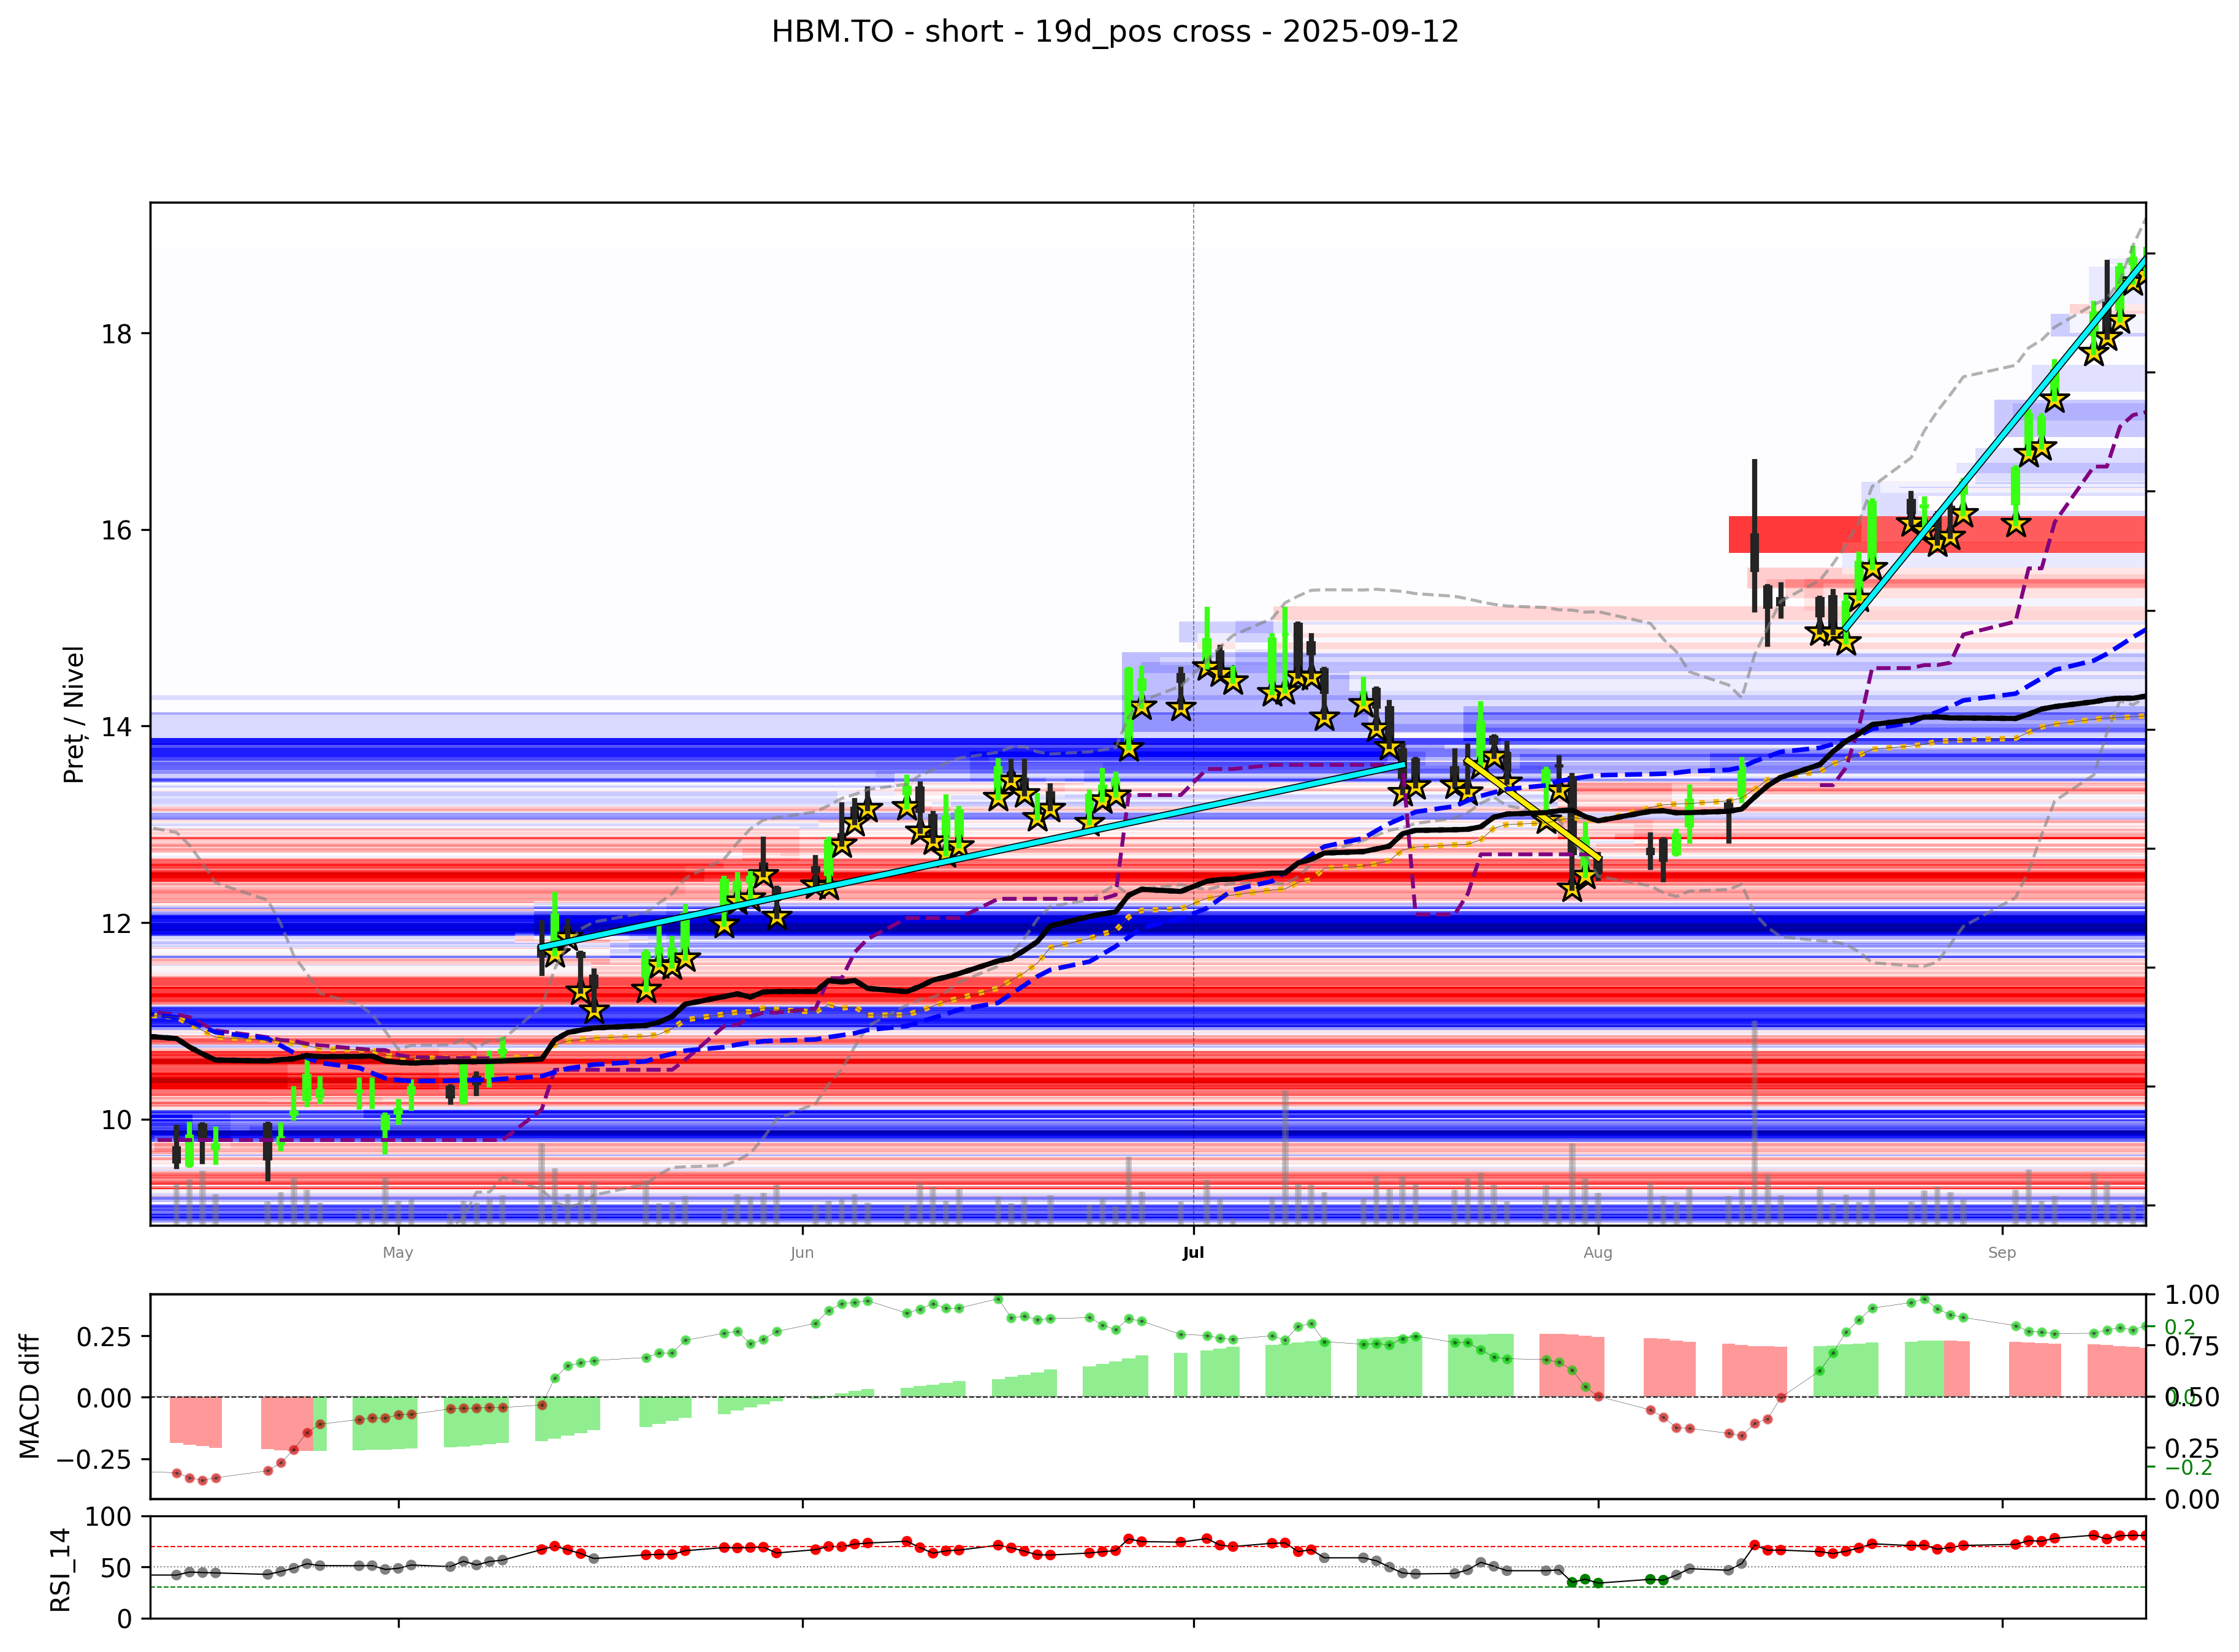 HBM.TO - short - 19d_pos cross - 2025-09-12
Preț / Nivel
18
16
14
12
10
May
Jun
Jul
Aug
Sep
MACD diff
0.25
0.00
−0.25
1.00
0.2
0.75
0.50
0.25
−0.2
0.00
RSI_14
100
50
0